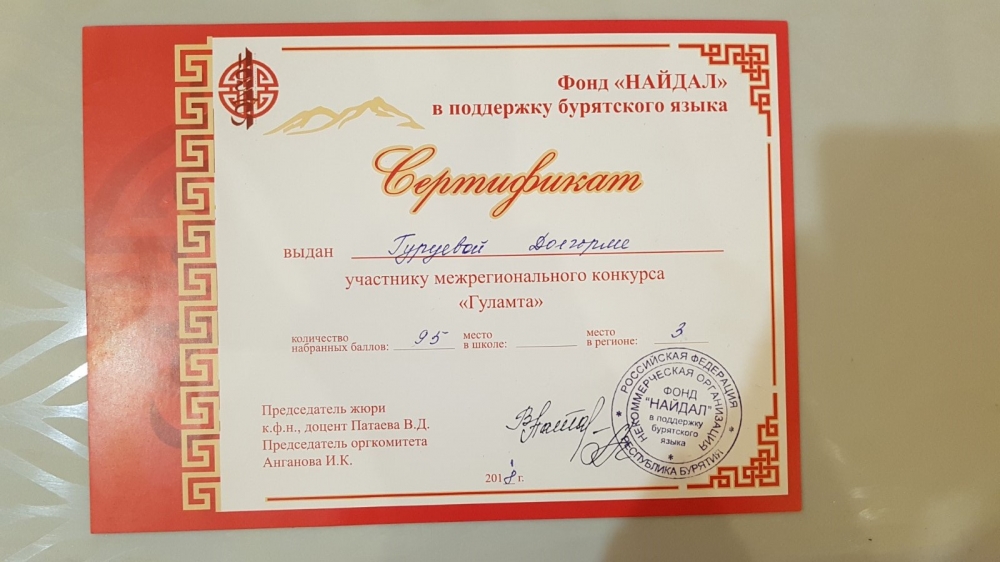 Фонд «НАЙДАЛ»
в поддержку бурятского языка
Сертификат
выдан Гуруевой Долгорме
участнику межрегионального конкурса
«Гуламта»
количество набранных баллов: 95 место в школе: место в регионе: 3
Председатель жюри
к.ф.н., доцент Патаева В.Д.
Председатель оргкомитета
Анганова И.К.
2018 г.
РОССИЙСКАЯ ФЕДЕРАЦИЯ
НЕКОММЕРЧЕСКАЯ ОРГАНИЗАЦИЯ
ФОНД
"НАЙДАЛ"
в поддержку
бурятского
языка
РЕСПУБЛИКА БУРЯТИЯ